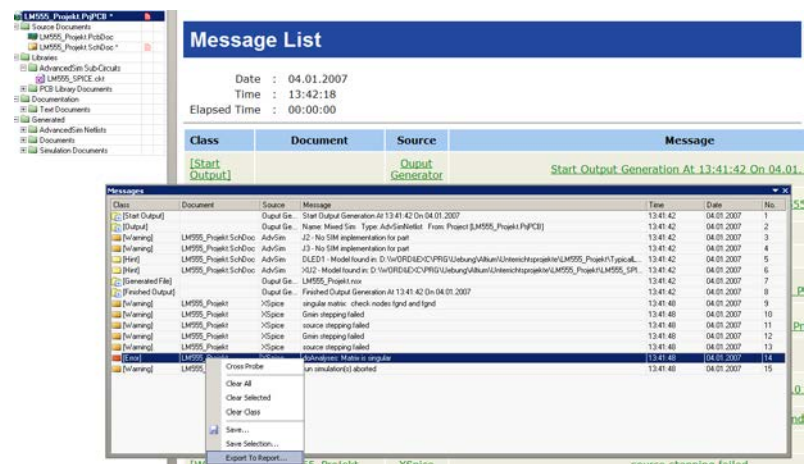 LM555_Projekt.PrjPCB *
Source Documents
LM555_Projekt.PcbDoc
LM555_Projekt.SchDoc *
Libraries
AdvancedSim Sub-Circuits
LM555_SPICE.ckt
PCB Library Documents
Documentation
Text Documents
Generated
AdvancedSim Netlists
Documents
Simulation Documents
Message List
Date : 04.01.2007
Time : 13:42:18
Elapsed Time : 00:00:00
Class Document Source Message
[Start Output] Ouput Generator Start Output Generation At 13:41:42 On 04.01.
Messages
Class Document Source Message Time Date No.
[Start Output] Ouput Ge... Start Output Generation At 13:41:42 On 04.01.2007 13:41:42 04.01.2007 1
[Output] Ouput Ge... Name: Mixed Sim Type: AdvSimNetlist From: Project [LM555_Projekt.PrjPCB] 13:41:42 04.01.2007 2
[Warning] LM555_Projekt.SchDoc AdvSim J2 - No SIM implementation for part 13:41:42 04.01.2007 3
[Warning] LM555_Projekt.SchDoc AdvSim J3 - No SIM implementation for part 13:41:42 04.01.2007 4
[Hint] LM555_Projekt.SchDoc AdvSim DLED1 - Model found in: 13:41:42 04.01.2007 5
[Hint] LM555_Projekt.SchDoc AdvSim XU2 - Model found in: 13:41:42 04.01.2007 6
[Generated File] Ouput Ge... LM555_Projekt.nsx 13:41:42 04.01.2007 7
[Finished Output] Ouput Ge... Finished Output Generation At 13:41:42 On 04.01.2007 13:41:42 04.01.2007 8
[Warning] LM555_Projekt XSpice singular matrix: check nodes fgnd and fgnd 13:41:48 04.01.2007 9
[Warning] LM555_Projekt XSpice Gmin stepping failed 13:41:48 04.01.2007 10
[Warning] LM555_Projekt XSpice source stepping failed 13:41:48 04.01.2007 11
[Warning] LM555_Projekt XSpice Gmin stepping failed 13:41:48 04.01.2007 12
[Warning] LM555_Projekt XSpice source stepping failed 13:41:48 04.01.2007 13
[Error] LM555_Projekt XSpice doAnalyses: Matrix is singular 13:41:48 04.01.2007 14
[Warning] LM555_ run simulation(s) aborted 13:41:48 04.01.2007 15
Cross Probe
Clear All
Clear Selected
Clear Class
Save...
Save Selection...
Export To Report...